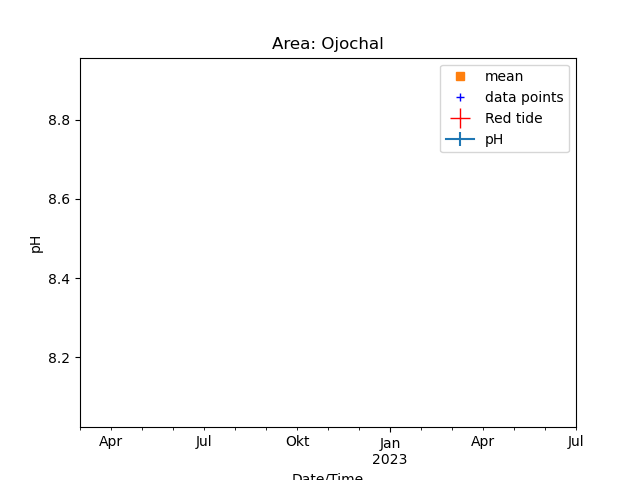 Area: Ojochal
mean
data points
Red tide
pH
pH
8.8
8.6
8.4
8.2
Apr Jul Okt Jan Apr Jul
2023
Date/Time